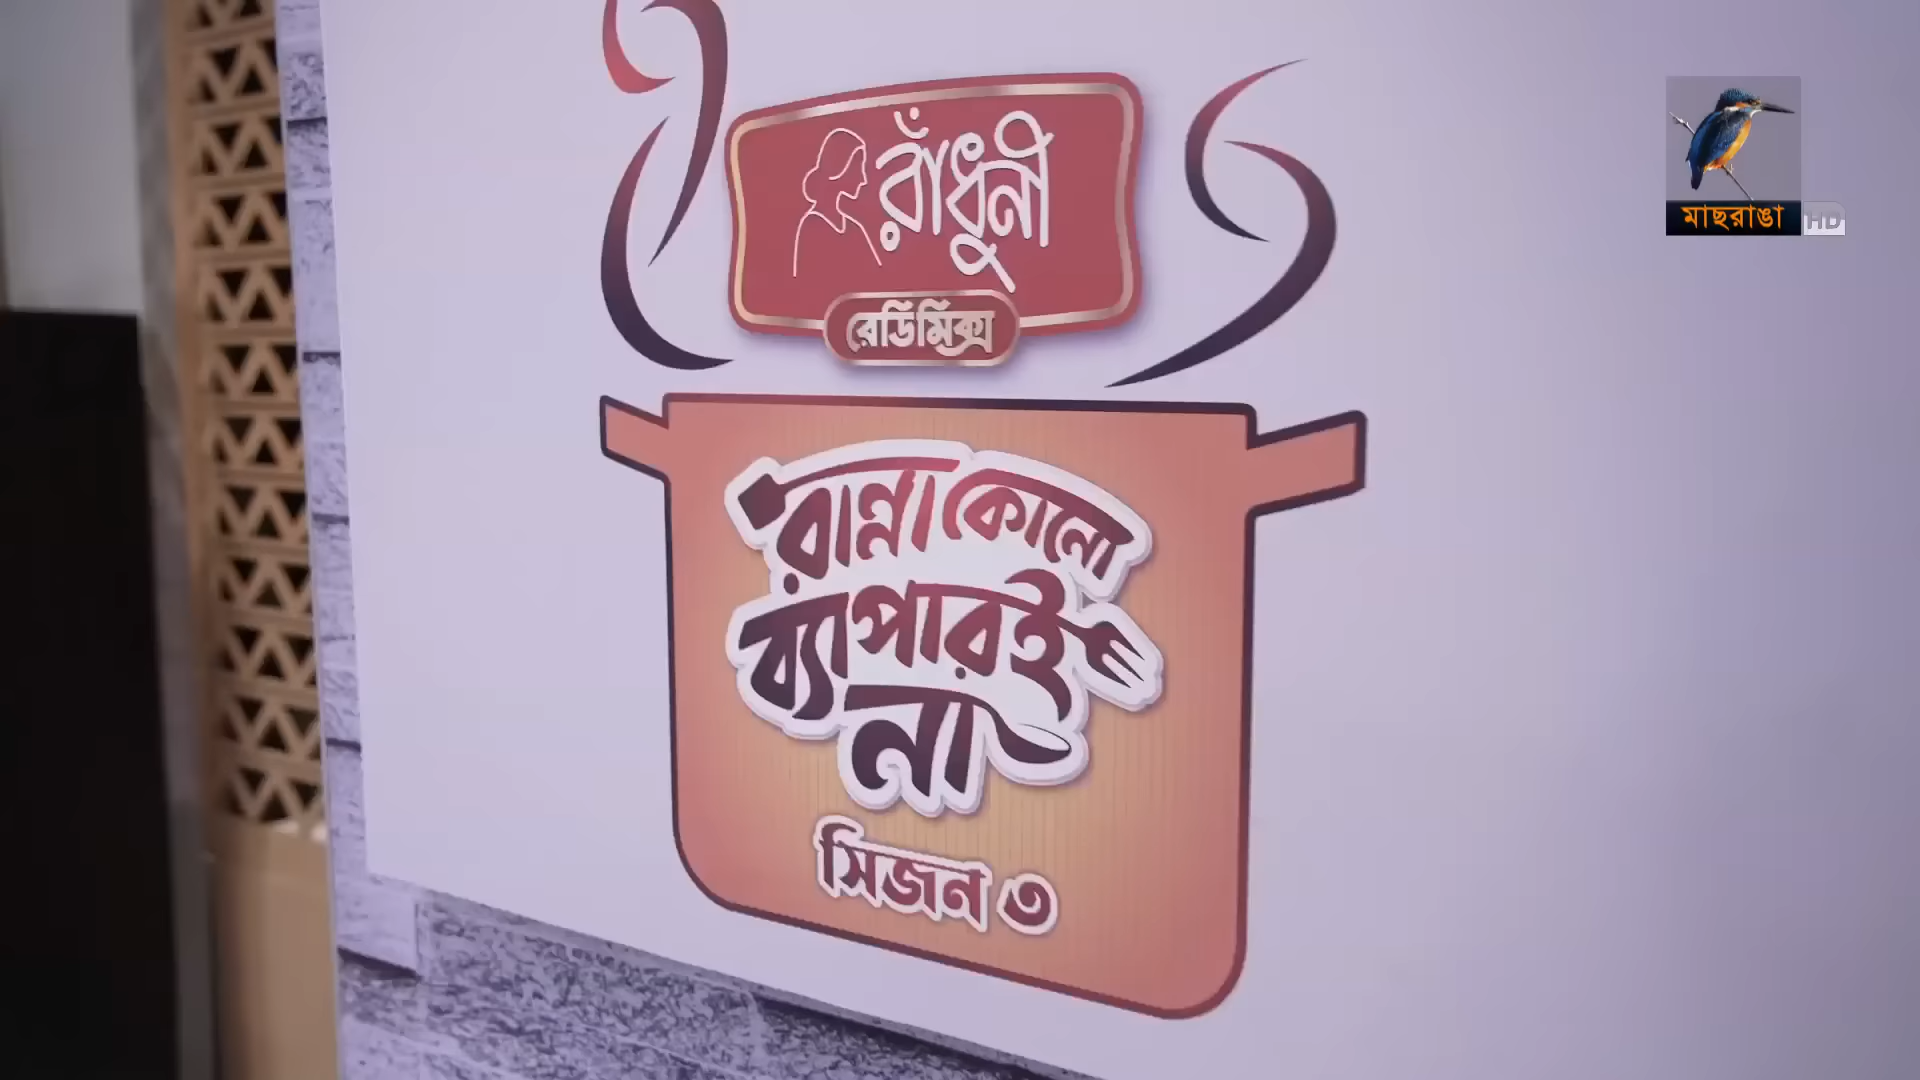 রাঁধুনী
রেডিমিক্স
রান্না কোনো
ব্যাপারই
না
সিজন ৩
মাছরাঙা HD